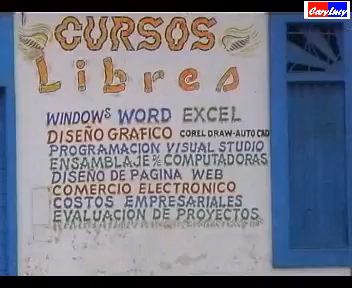 CURSOS
Libres
WINDOWS WORD EXCEL
DISEÑO GRAFICO COREL DRAW-AUTO CAD
PROGRAMACION VISUAL STUDIO
ENSAMBLAJE DE COMPUTADORAS
DISEÑO DE PAGINA WEB
COMERCIO ELECTRONICO
COSTOS EMPRESARIALES
EVALUACION DE PROYECTOS
GaryLucy